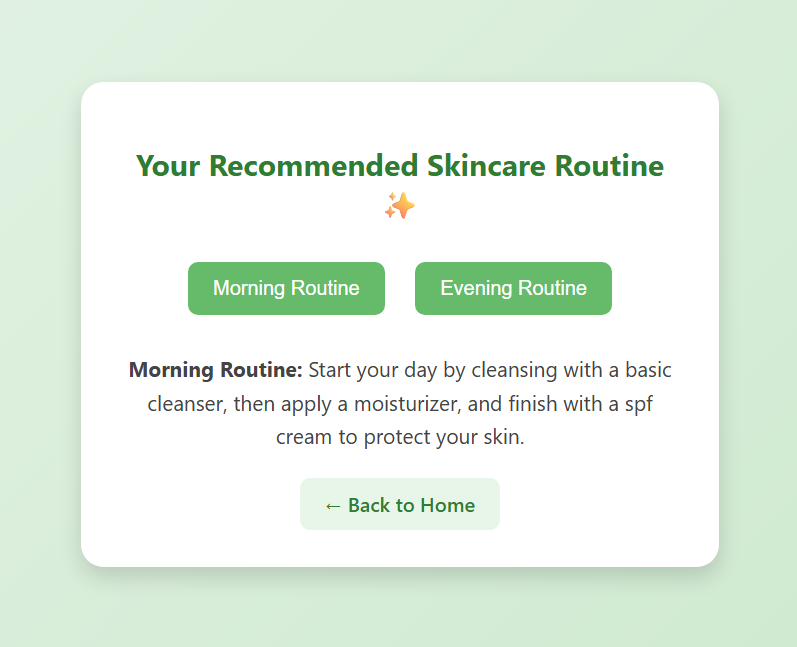 Your Recommended Skincare Routine
✨
Morning Routine
Evening Routine
Morning Routine: Start your day by cleansing with a basic
cleanser, then apply a moisturizer, and finish with a spf
cream to protect your skin.
← Back to Home